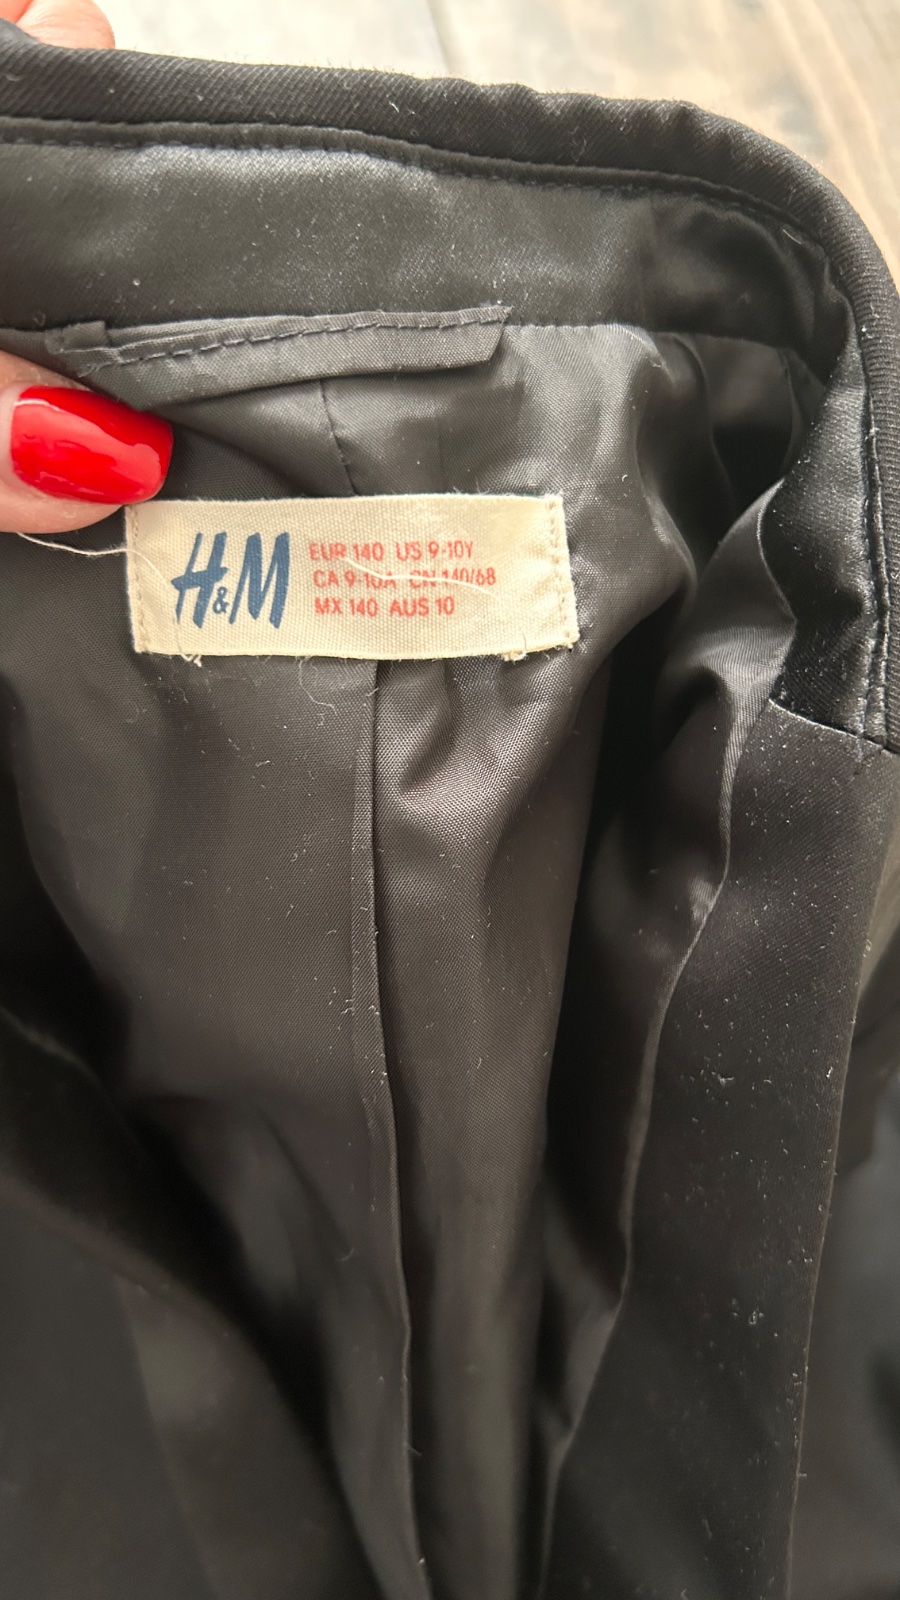 H&M
EUR 140 US 9-10Y
CA 9-10A CN 140/68
MX 140 AUS 10